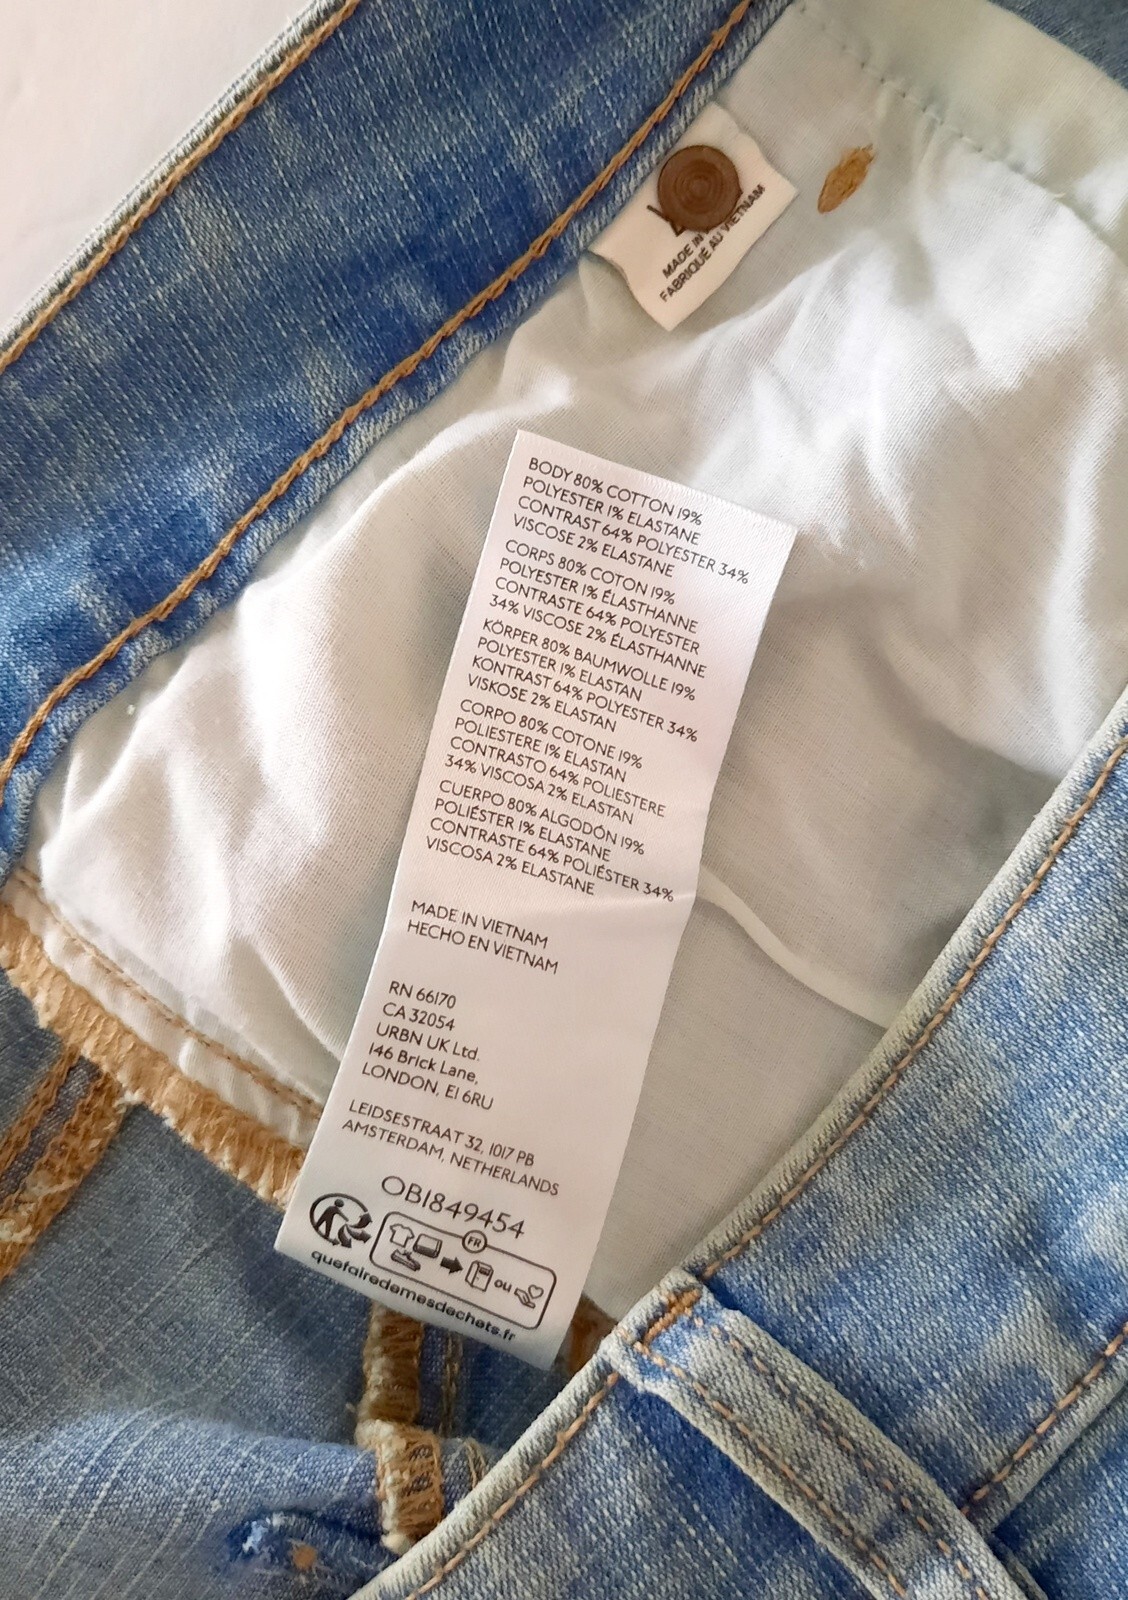 MADE IN
FABRIQUÉ AU VIETNAM
BODY 80% COTTON 19%
POLYESTER 1% ELASTANE
CONTRAST 64% POLYESTER 34%
VISCOSE 2% ELASTANE
CORPS 80% COTON 19%
POLYESTER 1% ÉLASTHANNE
CONTRASTE 64% POLYESTER
34% VISCOSE 2% ÉLASTHANNE
KÖRPER 80% BAUMWOLLE 19%
POLYESTER 1% ELASTAN
KONTRAST 64% POLYESTER 34%
VISKOSE 2% ELASTAN
CORPO 80% COTONE 19%
POLIESTERE 1% ELASTAN
CONTRASTO 64% POLIESTERE
34% VISCOSA 2% ELASTAN
CUERPO 80% ALGODÓN 19%
POLIÉSTER 1% ELASTANE
CONTRASTE 64% POLIÉSTER 34%
VISCOSA 2% ELASTANE
MADE IN VIETNAM
HECHO EN VIETNAM
RN 66170
CA 32054
URBN UK Ltd.
146 Brick Lane,
LONDON, E1 6RU
LEIDSESTRAAT 32, 1017 PB
AMSTERDAM, NETHERLANDS
OB1849454
FR
ou
quefairedemesdechets.fr